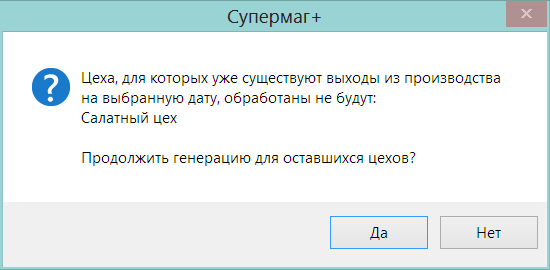 Супермаг+
Цеха, для которых уже существуют выходы из производства
на выбранную дату, обработаны не будут:
Салатный цех
Продолжить генерацию для оставшихся цехов?
Да
Нет